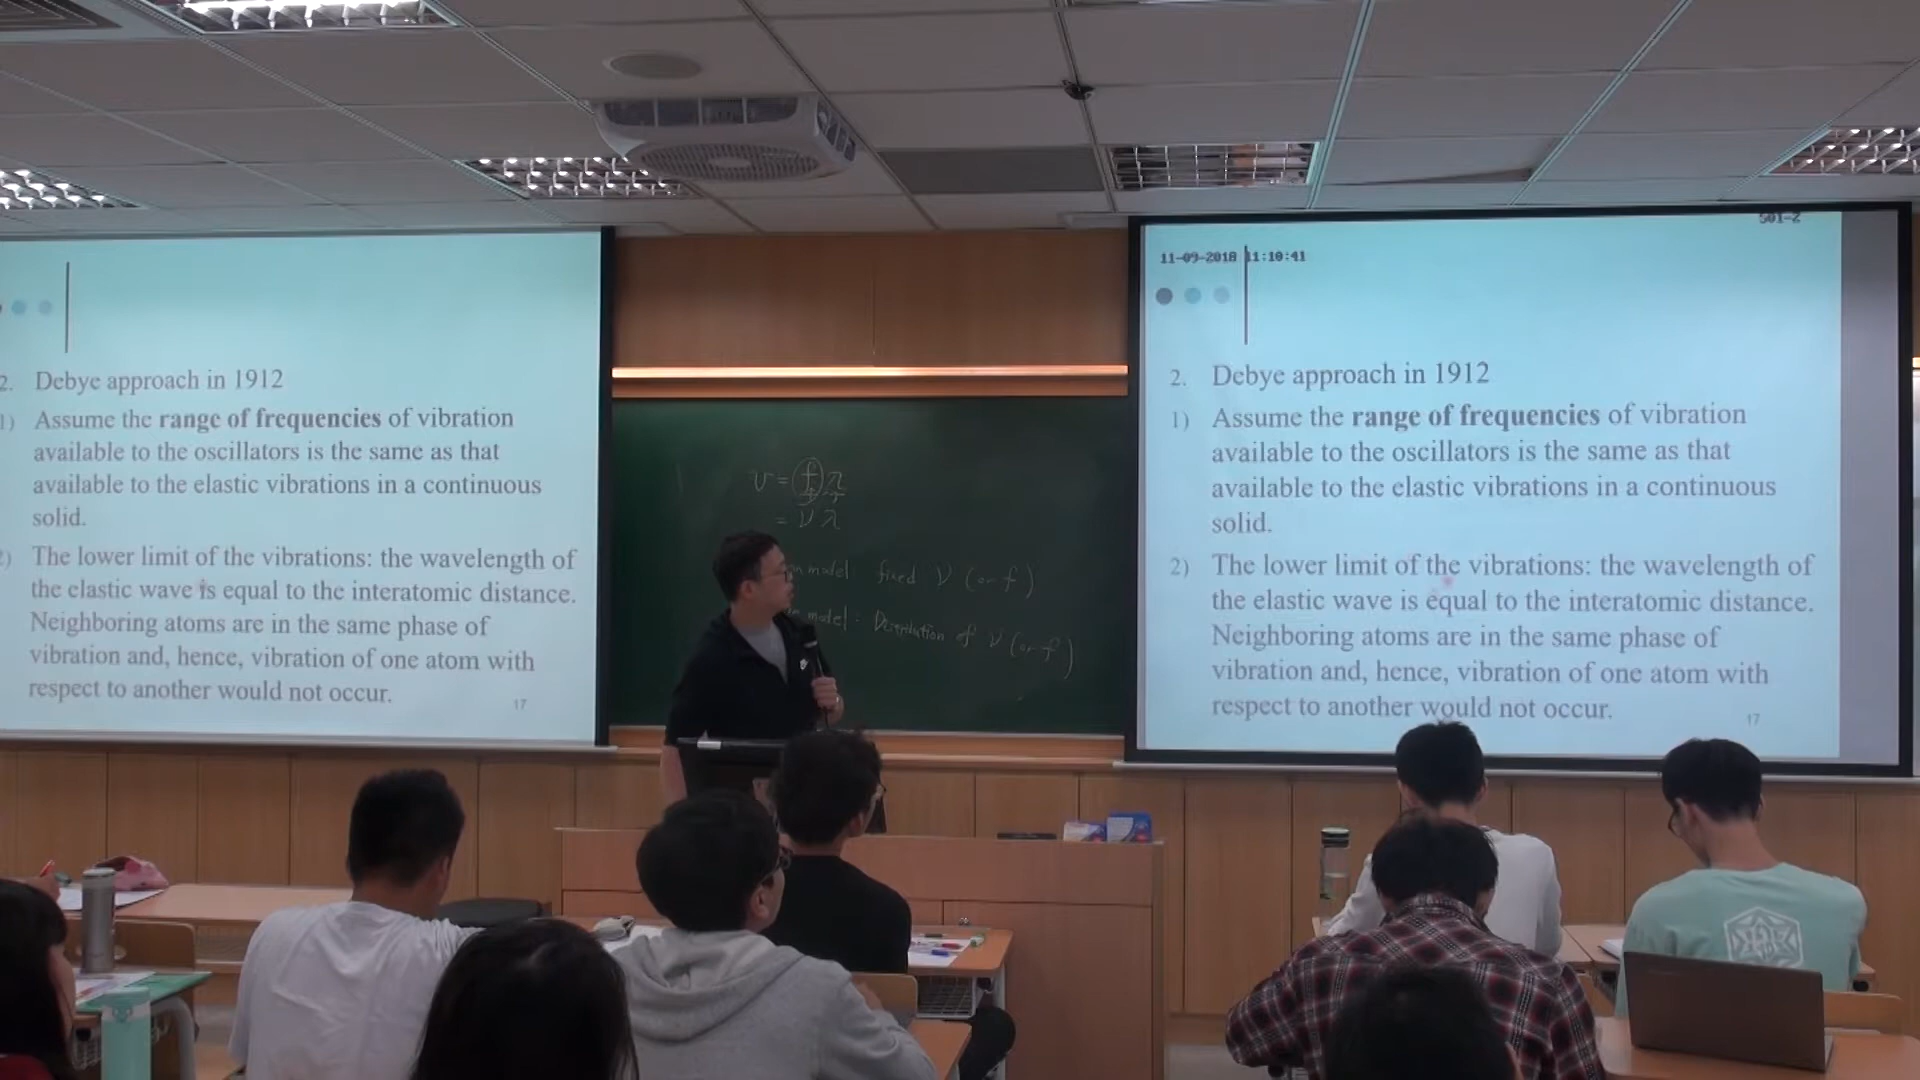 2. Debye approach in 1912
1) Assume the range of frequencies of vibration
available to the oscillators is the same as that
available to the elastic vibrations in a continuous
solid.
2) The lower limit of the vibrations: the wavelength of
the elastic wave is equal to the interatomic distance.
Neighboring atoms are in the same phase of
vibration and, hence, vibration of one atom with
respect to another would not occur.
17
v = f λ
= ν λ
model fixed ν (or f)
model: Distribution of ν (or f)
501-2
11-09-2018 11:10:41
2. Debye approach in 1912
1) Assume the range of frequencies of vibration
available to the oscillators is the same as that
available to the elastic vibrations in a continuous
solid.
2) The lower limit of the vibrations: the wavelength of
the elastic wave is equal to the interatomic distance.
Neighboring atoms are in the same phase of
vibration and, hence, vibration of one atom with
respect to another would not occur.
17